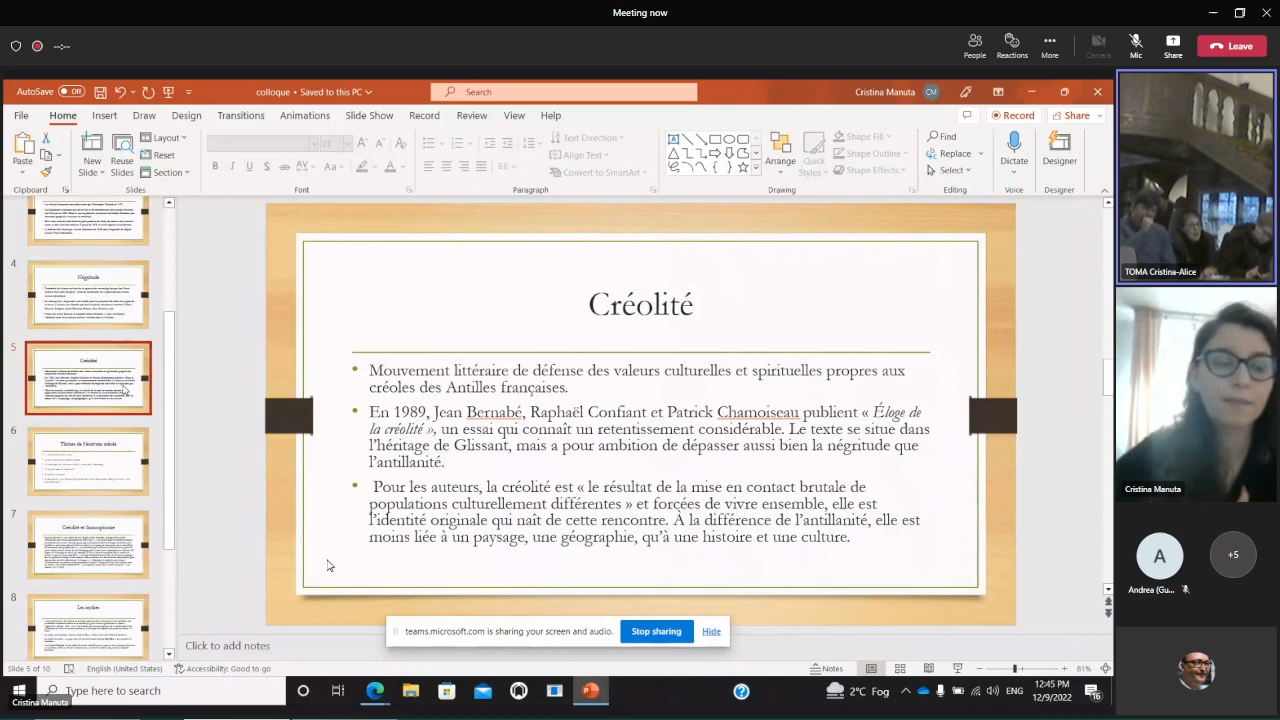 Meeting now
--:--
People
Reactions
More
Camera
Mic
Share
Leave
AutoSave Off
colloque • Saved to this PC
Search
Cristina Manuta CM
File Home Insert Draw Design Transitions Animations Slide Show Record Review View Help
Record Share
Paste
New
Slide
Reuse
Slides
Layout
Reset
Section
21
Text Direction
Align Text
Convert to SmartArt
Arrange
Quick
Styles
Shape Fill
Shape Outline
Shape Effects
Find
Replace
Select
Dictate
Designer
Clipboard Slides Font Paragraph Drawing Editing Voice Designer
4
Négritude
5
Créolité
6
Tâches de l'écrivain créole
7
Créolité et francophonie
8
Les mythes
Créolité
Mouvement littéraire de défense des valeurs culturelles et spirituelles propres aux
créoles des Antilles françaises.
En 1989, Jean Bernabé, Raphaël Confiant et Patrick Chamoiseau publient « Éloge de
la créolité », un essai qui connaît un retentissement considérable. Le texte se situe dans
l'héritage de Glissant mais a pour ambition de dépasser aussi bien la négritude que
l'antillanité.
Pour les auteurs, la créolité est « le résultat de la mise en contact brutale de
populations culturellement différentes » et forcées de vivre ensemble, elle est
l'identité originale qui naît de cette rencontre. À la différence de l'antillanité, elle est
moins liée à un paysage, une géographie, qu'à une histoire et une culture.
teams.microsoft.com is sharing your screen and audio.
Stop sharing
Hide
Click to add notes
Slide 5 of 10
English (United States)
Accessibility: Good to go
Notes
81%
Type here to search
Cristina Manuta
2°C Fog
ENG
12:45 PM
12/9/2022
16
TOMA Cristina-Alice
Cristina Manuta
A
+5
Andrea (Gu...